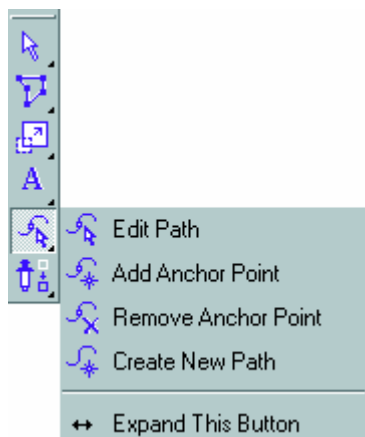 A
Edit Path
Add Anchor Point
Remove Anchor Point
Create New Path
Expand This Button